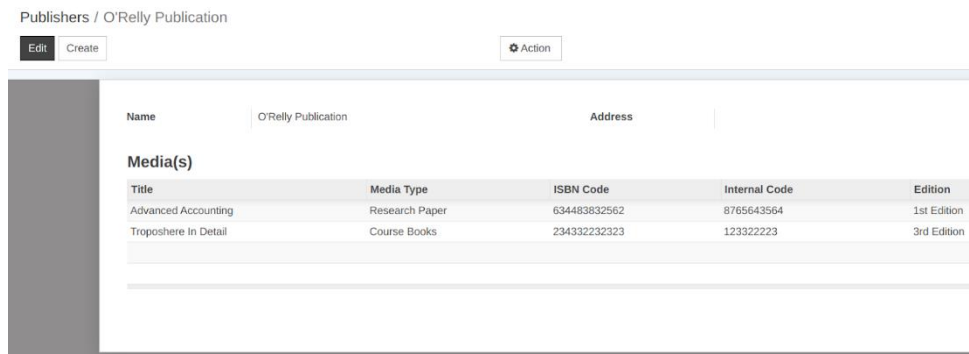 Publishers / O'Relly Publication
Edit Create Action
Name O'Relly Publication Address
Media(s)
Title Media Type ISBN Code Internal Code Edition
Advanced Accounting Research Paper 634483832562 8765643564 1st Edition
Troposhere In Detail Course Books 234332232323 123322223 3rd Edition